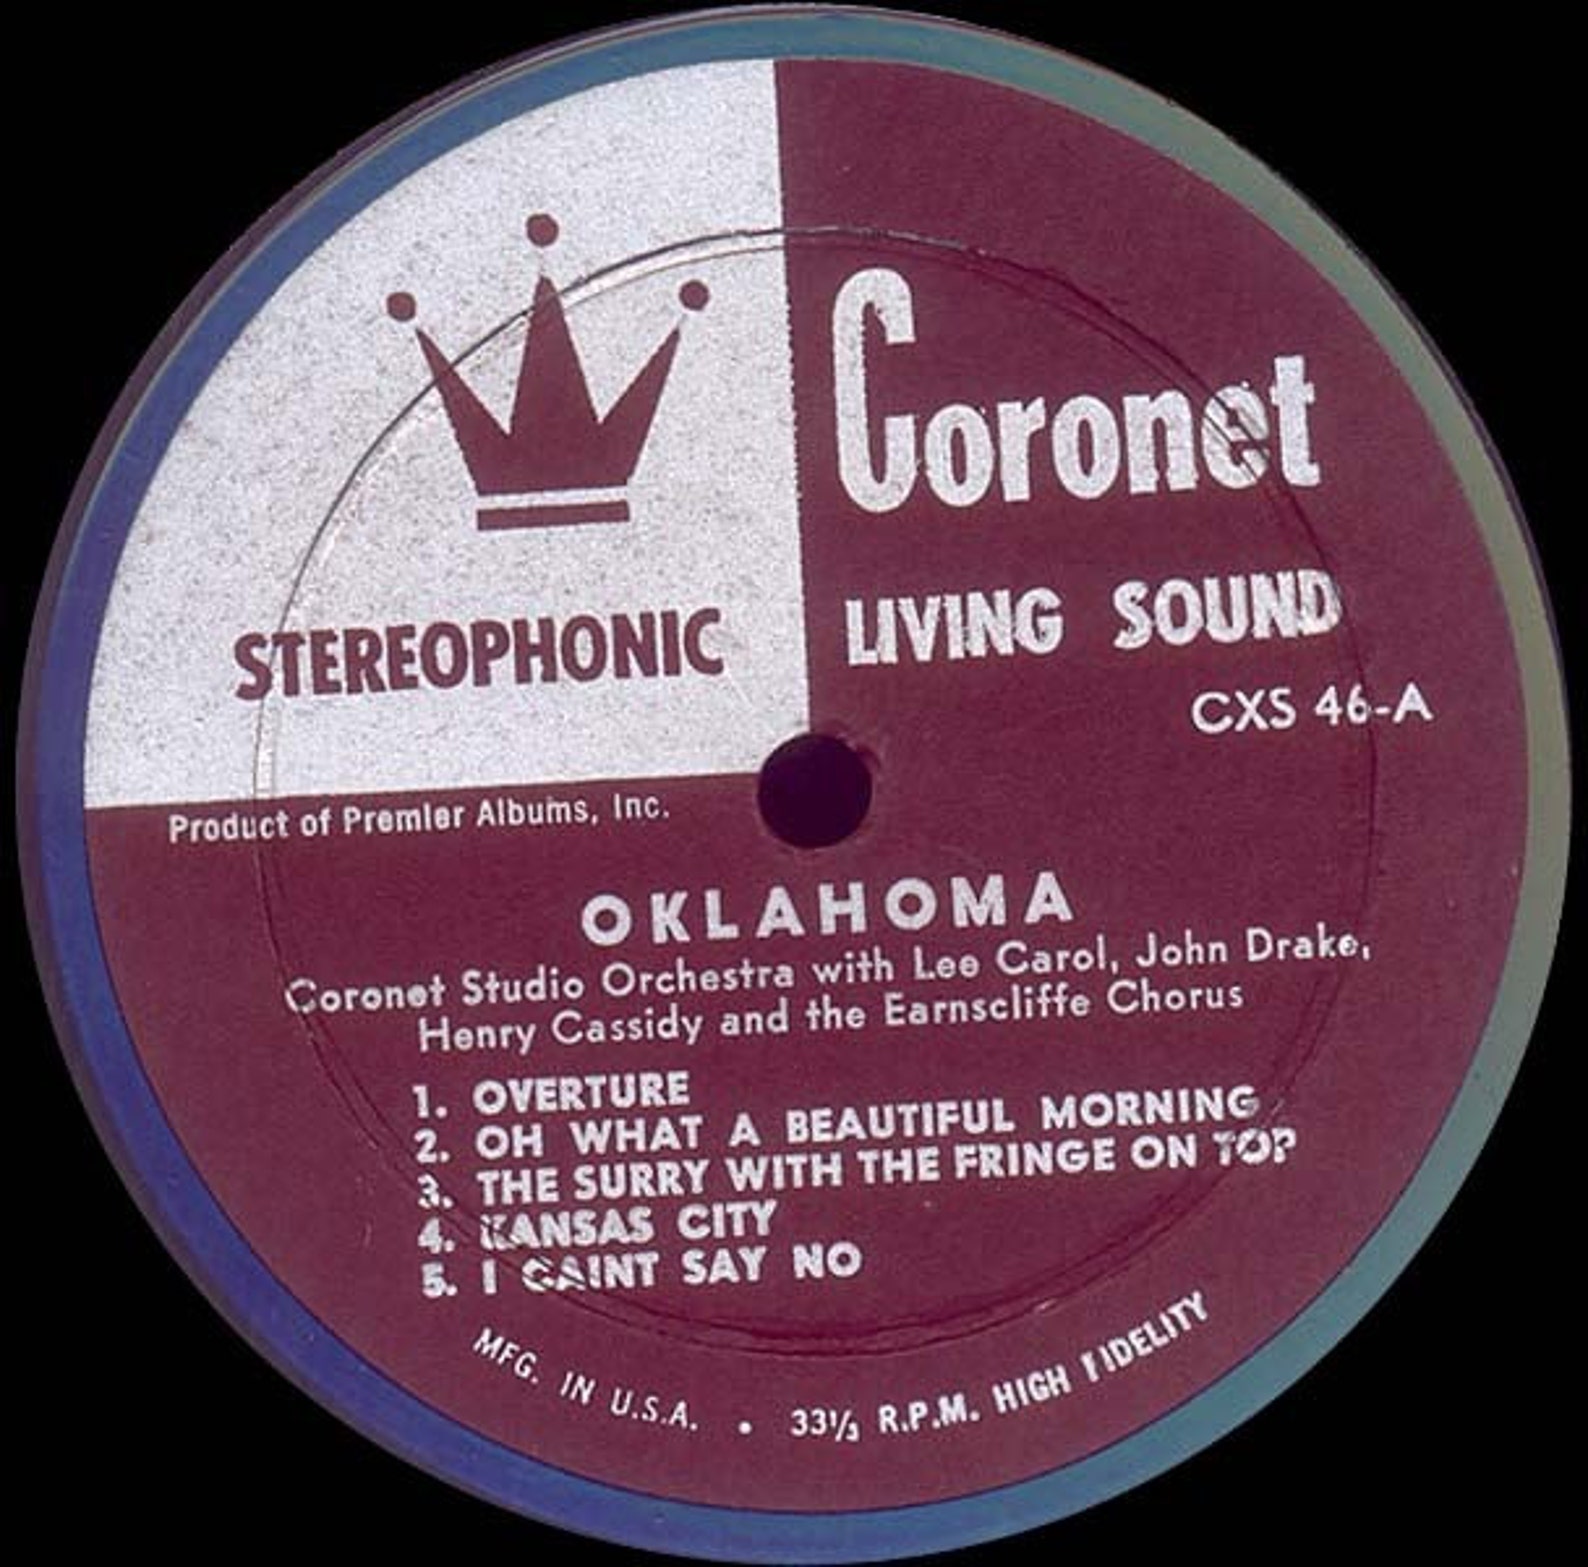 Coronet
LIVING SOUND
STEREOPHONIC
CXS 46-A
Product of Premier Albums, Inc.
OKLAHOMA
Coronet Studio Orchestra with Lee Carol, John Drake,
Henry Cassidy and the Earnscliffe Chorus
1. OVERTURE
2. OH WHAT A BEAUTIFUL MORNING
3. THE SURRY WITH THE FRINGE ON TOP
4. KANSAS CITY
5. I CAINT SAY NO
MFG. IN U.S.A. • 33⅓ R.P.M. HIGH FIDELITY